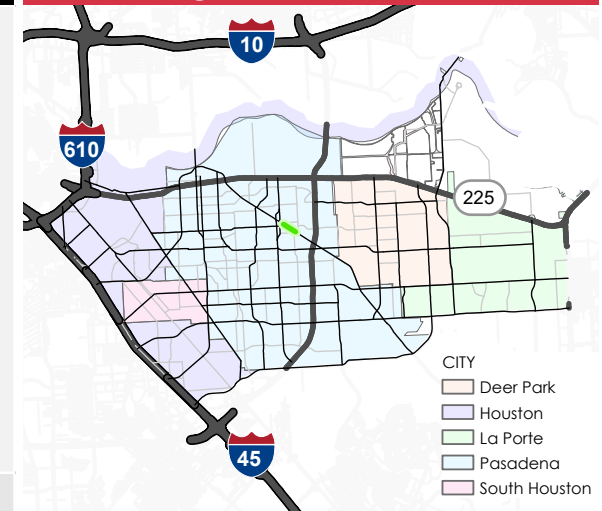 10
610
225
CITY
Deer Park
Houston
La Porte
Pasadena
South Houston
45